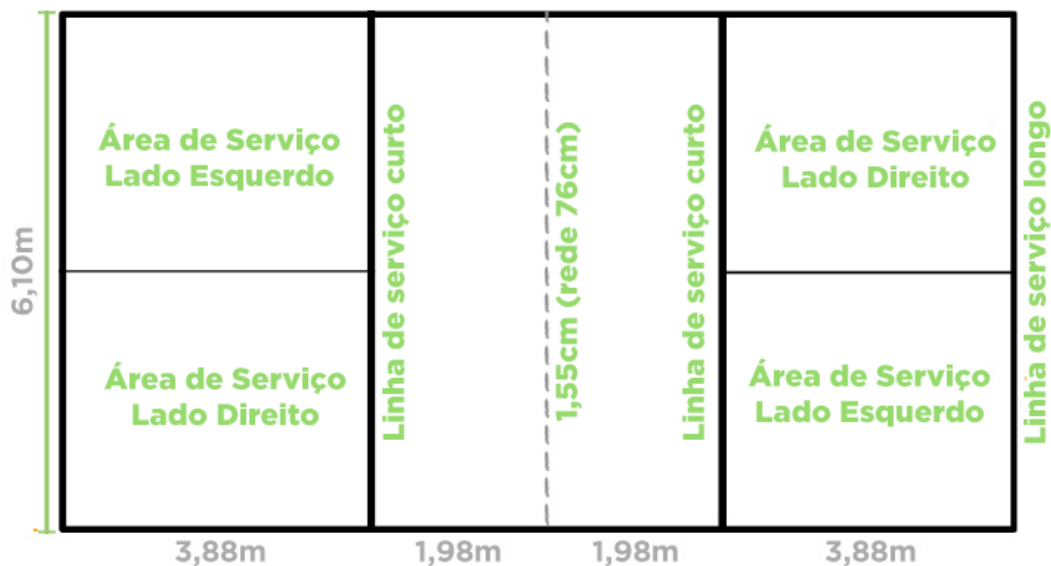 Área de Serviço
Lado Esquerdo
Área de Serviço
Lado Direito
6,10m
Linha de serviço curto
1,55cm (rede 76cm)
Linha de serviço curto
Área de Serviço
Lado Direito
Área de Serviço
Lado Esquerdo
Linha de serviço longo
3,88m
1,98m
1,98m
3,88m